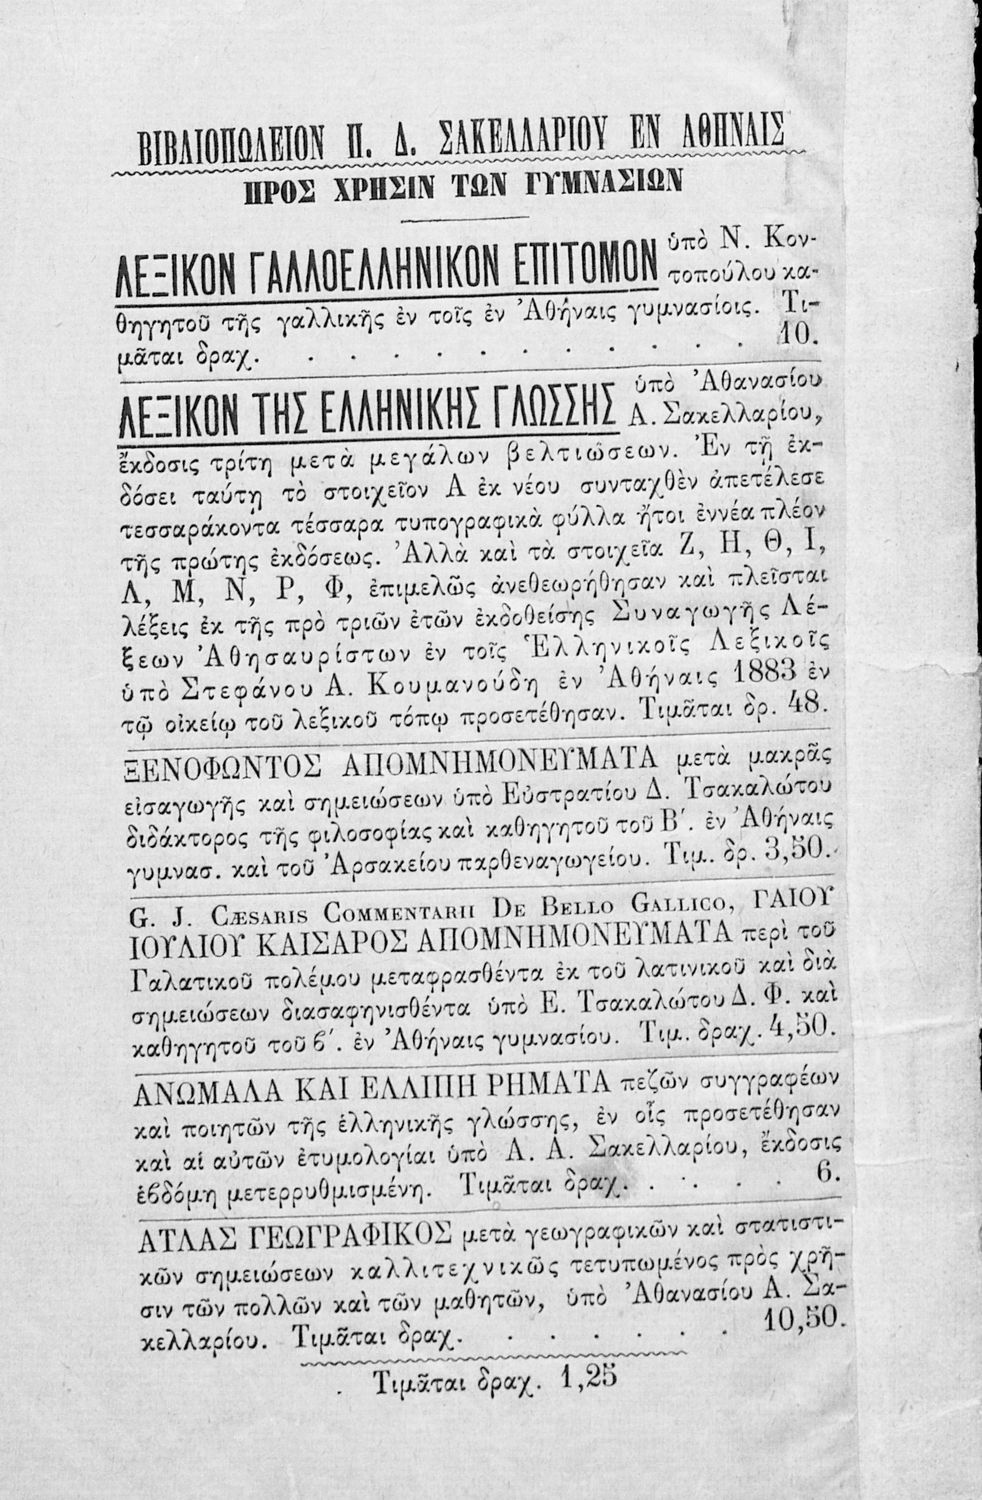 ΒΙΒΛΙΟΠΩΛΕΙΟΝ Π. Δ. ΣΑΚΕΛΛΑΡΙΟΥ ΕΝ ΑΘΗΝΑΙΣ
ΠΡΟΣ ΧΡΗΣΙΝ ΤΩΝ ΓΥΜΝΑΣΙΩΝ
ΛΕΞΙΚΟΝ ΓΑΛΛΟΕΛΛΗΝΙΚΟΝ ΕΠΙΤΟΜΟΝ ὑπὸ Ν. Κον-
τοπούλου κα-
θηγητοῦ τῆς γαλλικῆς ἐν τοῖς ἐν Ἀθήναις γυμνασίοις. Τι-
μᾶται δραχ. . . . . . . . . . . . 10.
ΛΕΞΙΚΟΝ ΤΗΣ ΕΛΛΗΝΙΚΗΣ ΓΛΩΣΣΗΣ ὑπὸ Ἀθανασίου
Α. Σακελλαρίου,
ἔκδοσις τρίτη μετὰ μεγάλων βελτιώσεων. Ἐν τῇ ἐκ-
δόσει ταύτῃ τὸ στοιχεῖον Α ἐκ νέου συνταχθὲν ἀπετέλεσε
τεσσαράκοντα τέσσαρα τυπογραφικὰ φύλλα ἤτοι ἐννέα πλέον
τῆς πρώτης ἐκδόσεως. Ἀλλὰ καὶ τὰ στοιχεῖα Ζ, Η, Θ, Ι,
Λ, Μ, Ν, Ρ, Φ, ἐπιμελῶς ἀνεθεωρήθησαν καὶ πλεῖσται
λέξεις ἐκ τῆς πρὸ τριῶν ἐτῶν ἐκδοθείσης Συναγωγῆς Λέ-
ξεων Ἀθησαυρίστων ἐν τοῖς Ἑλληνικοῖς Λεξικοῖς
ὑπὸ Στεφάνου Α. Κουμανούδη ἐν Ἀθήναις 1883 ἐν
τῷ οἰκείῳ τοῦ λεξικοῦ τόπῳ προσετέθησαν. Τιμᾶται δρ. 48.
ΞΕΝΟΦΩΝΤΟΣ ΑΠΟΜΝΗΜΟΝΕΥΜΑΤΑ μετὰ μακρᾶς
εἰσαγωγῆς καὶ σημειώσεων ὑπὸ Εὐστρατίου Δ. Τσακαλώτου
διδάκτορος τῆς φιλοσοφίας καὶ καθηγητοῦ τοῦ Β΄. ἐν Ἀθήναις
γυμνασ. καὶ τοῦ Ἀρσακείου παρθεναγωγείου. Τιμ. δρ. 3,50.
G. J. CÆSARIS COMMENTARII DE BELLO GALLICO, ΓΑΙΟΥ
ΙΟΥΛΙΟΥ ΚΑΙΣΑΡΟΣ ΑΠΟΜΝΗΜΟΝΕΥΜΑΤΑ περὶ τοῦ
Γαλατικοῦ πολέμου μεταφρασθέντα ἐκ τοῦ λατινικοῦ καὶ διὰ
σημειώσεων διασαφηνισθέντα ὑπὸ Ε. Τσακαλώτου Δ. Φ. καὶ
καθηγητοῦ τοῦ ϐ΄. ἐν Ἀθήναις γυμνασίου. Τιμ. δραχ. 4,50.
ΑΝΩΜΑΛΑ ΚΑΙ ΕΛΛΙΠΗ ΡΗΜΑΤΑ πεζῶν συγγραφέων
καὶ ποιητῶν τῆς ἑλληνικῆς γλώσσης, ἐν οἷς προσετέθησαν
καὶ αἱ αὐτῶν ἐτυμολογίαι ὑπὸ Α. Α. Σακελλαρίου, ἔκδοσις
ἑϐδόμη μετερρυθμισμένη. Τιμᾶται δραχ. . . . . . 6.
ΑΤΛΑΣ ΓΕΩΓΡΑΦΙΚΟΣ μετὰ γεωγραφικῶν καὶ στατιστι-
κῶν σημειώσεων καλλιτεχνικῶς τετυπωμένος πρὸς χρῆ-
σιν τῶν πολλῶν καὶ τῶν μαθητῶν, ὑπὸ Ἀθανασίου Α. Σα-
κελλαρίου. Τιμᾶται δραχ. . . . . . . 10,50.
Τιμᾶται δραχ. 1,25